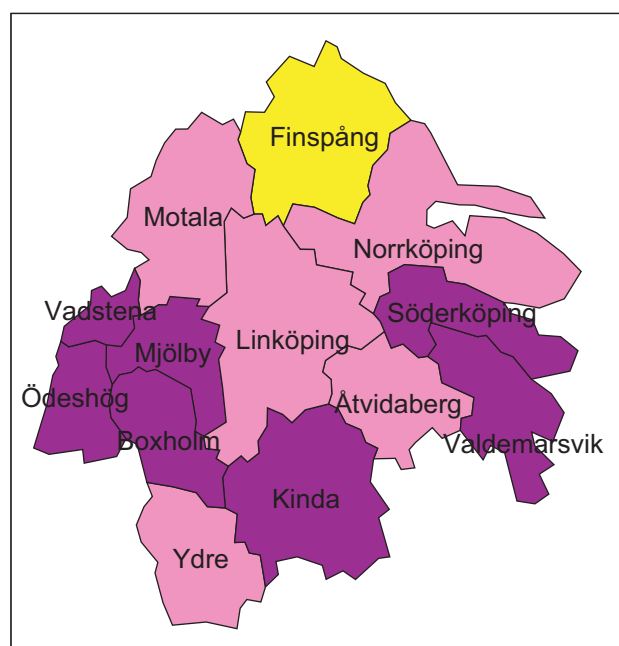 Finspång
Motala
Norrköping
Vadstena
Söderköping
Linköping
Mjölby
Ödeshög
Åtvidaberg
Boxholm
Valdemarsvik
Kinda
Ydre